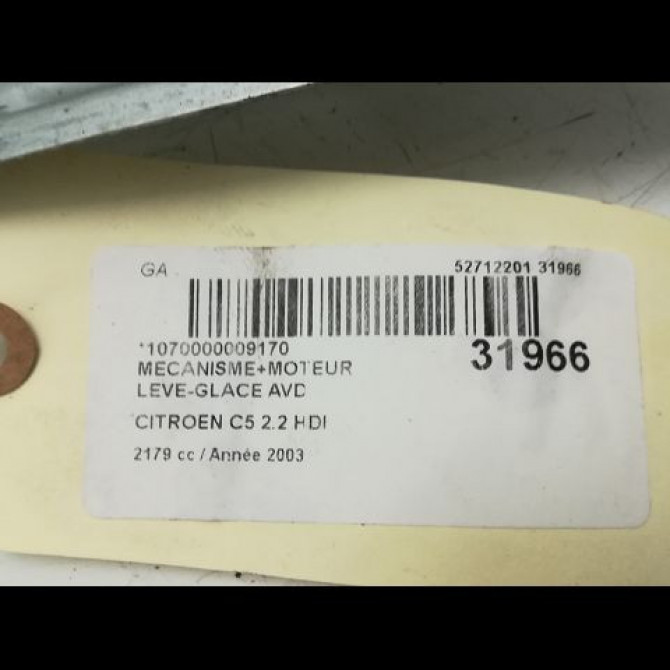 GA
52712201 31966
*1070000009170
31966
MECANISME+MOTEUR
LEVE-GLACE AVD
CITROEN C5 2.2 HDI
2179 cc / Année 2003